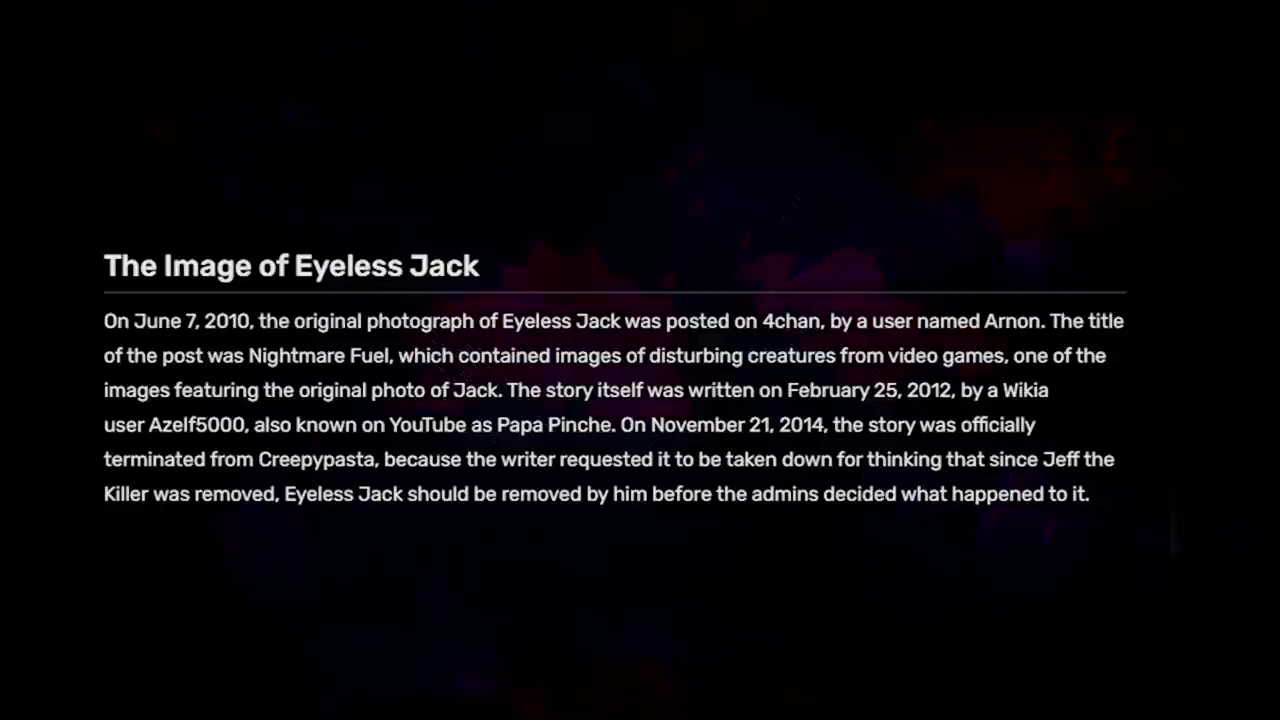 The Image of Eyeless Jack
On June 7, 2010, the original photograph of Eyeless Jack was posted on 4chan, by a user named Arnon. The title
of the post was Nightmare Fuel, which contained images of disturbing creatures from video games, one of the
images featuring the original photo of Jack. The story itself was written on February 25, 2012, by a Wikia
user Azelf5000, also known on YouTube as Papa Pinche. On November 21, 2014, the story was officially
terminated from Creepypasta, because the writer requested it to be taken down for thinking that since Jeff the
Killer was removed, Eyeless Jack should be removed by him before the admins decided what happened to it.